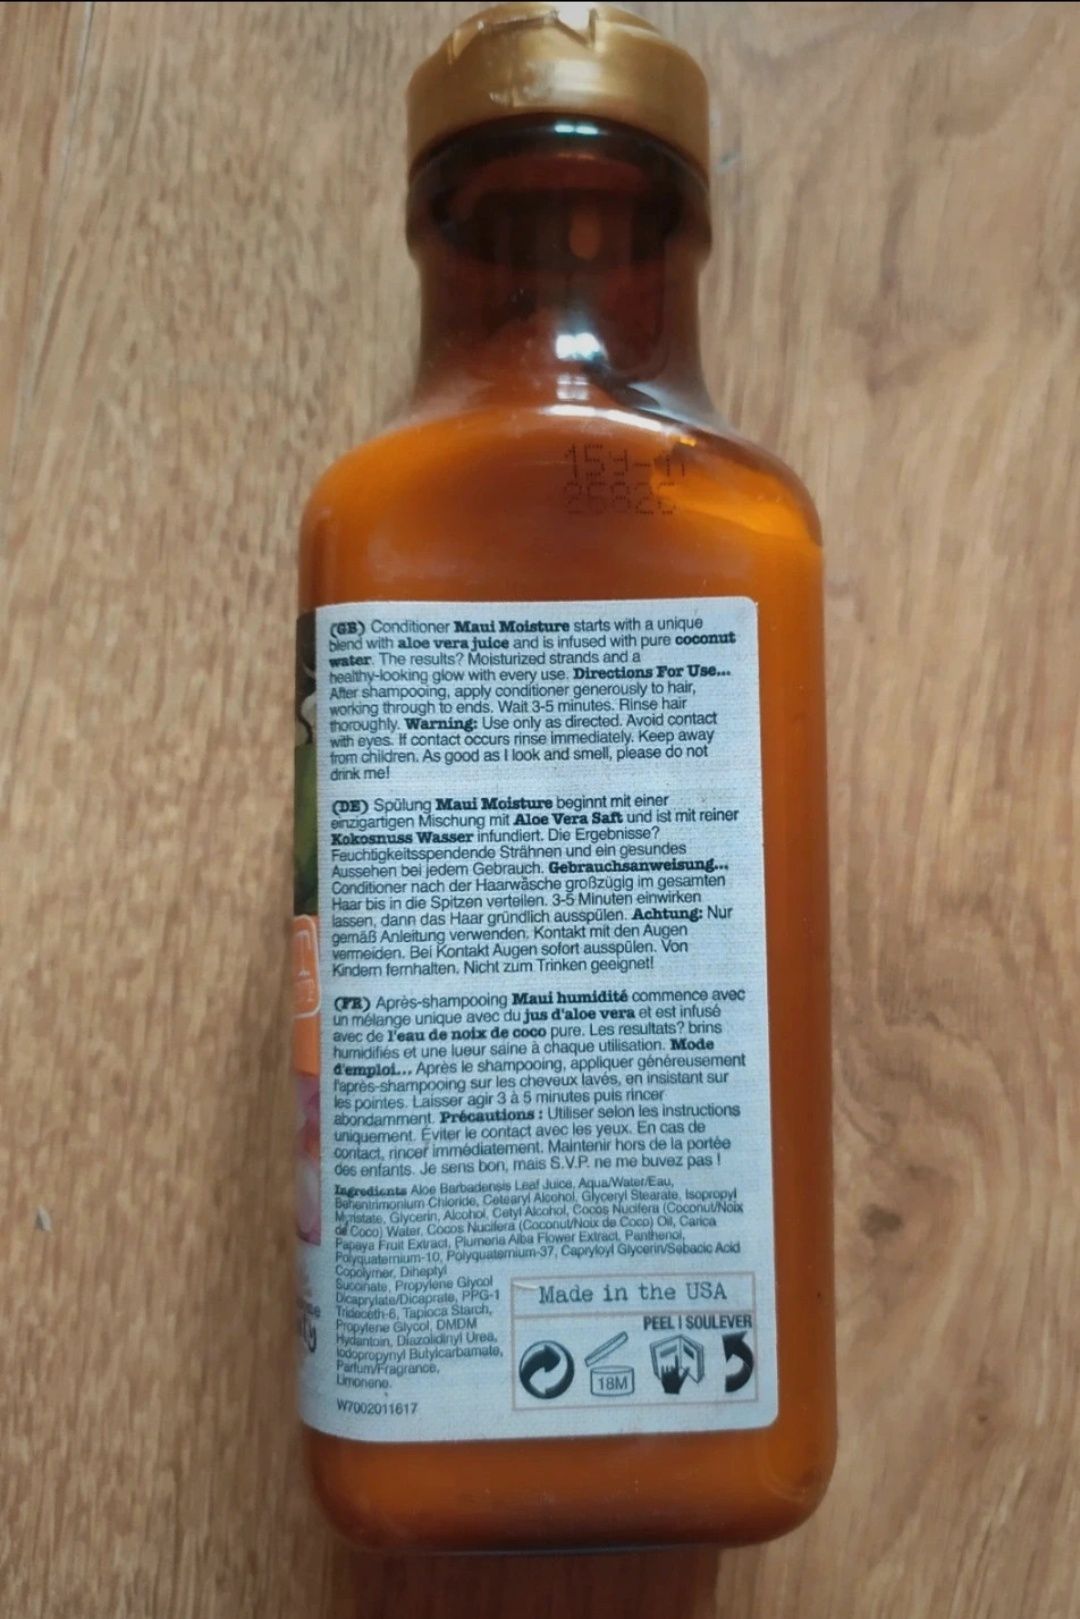 (GB) Conditioner Maui Moisture starts with a unique
blend with aloe vera juice and is infused with pure coconut
water. The results? Moisturized strands and a
healthy-looking glow with every use. Directions For Use...
After shampooing, apply conditioner generously to hair,
working through to ends. Wait 3-5 minutes. Rinse hair
thoroughly. Warning: Use only as directed. Avoid contact
with eyes. If contact occurs rinse immediately. Keep away
from children. As good as I look and smell, please do not
drink me!
(DE) Spülung Maui Moisture beginnt mit einer
einzigartigen Mischung mit Aloe Vera Saft und ist mit reiner
Kokosnuss Wasser infundiert. Die Ergebnisse?
Feuchtigkeitsspendende Strähnen und ein gesundes
Aussehen bei jedem Gebrauch. Gebrauchsanweisung...
Conditioner nach der Haarwäsche großzügig im gesamten
Haar bis in die Spitzen verteilen. 3-5 Minuten einwirken
lassen, dann das Haar gründlich ausspülen. Achtung: Nur
gemäß Anleitung verwenden. Kontakt mit den Augen
vermeiden. Bei Kontakt Augen sofort ausspülen. Von
Kindern fernhalten. Nicht zum Trinken geeignet!
(FR) Après-shampooing Maui humidité commence avec
un mélange unique avec du jus d'aloe vera et est infusé
avec de l'eau de noix de coco pure. Les resultats? brins
humidifiés et une lueur saine à chaque utilisation. Mode
d'emploi... Après le shampooing, appliquer généreusement
l'après-shampooing sur les cheveux lavés, en insistant sur
les pointes. Laisser agir 3 à 5 minutes puis rincer
abondamment. Précautions : Utiliser selon les instructions
uniquement. Éviter le contact avec les yeux. En cas de
contact, rincer immédiatement. Maintenir hors de la portée
des enfants. Je sens bon, mais S.V.P. ne me buvez pas !
Ingredients Aloe Barbadensis Leaf Juice, Aqua/Water/Eau,
Behentrimonium Chloride, Cetearyl Alcohol, Glyceryl Stearate, Isopropyl
Myristate, Glycerin, Alcohol, Cetyl Alcohol, Cocos Nucifera (Coconut/Noix
de Coco) Water, Cocos Nucifera (Coconut/Noix de Coco) Oil, Carica
Papaya Fruit Extract, Plumeria Alba Flower Extract, Panthenol,
Polyquaternium-10, Polyquaternium-37, Capryloyl Glycerin/Sebacic Acid
Copolymer, Diheptyl
Succinate, Propylene Glycol
Dicaprylate/Dicaprate, PPG-1
Trideceth-6, Tapioca Starch,
Propylene Glycol, DMDM
Hydantoin, Diazolidinyl Urea,
Iodopropynyl Butylcarbamate,
Parfum/Fragrance,
Limonene.
W7002011617
Made in the USA
PEEL | SOULEVER
18M